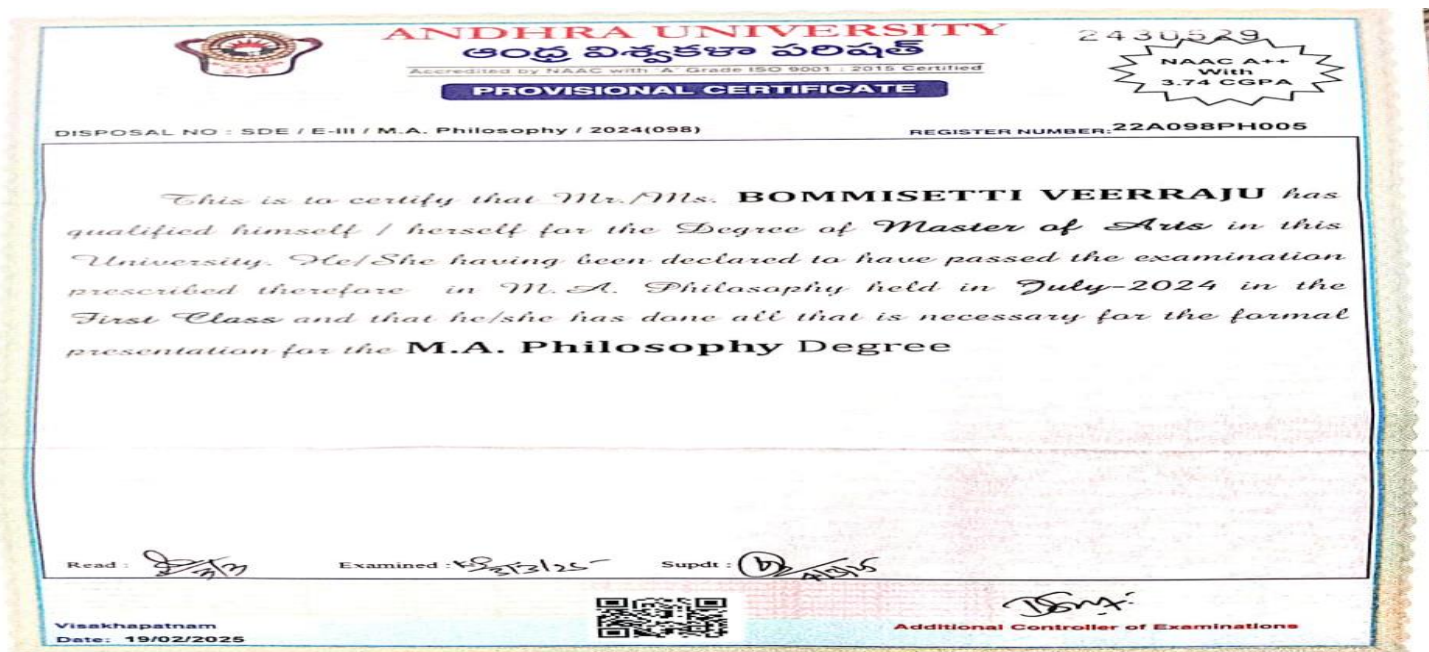 ANDHRA UNIVERSITY
ఆంధ్ర విశ్వకళా పరిషత్
Accredited by NAAC with 'A' Grade ISO 9001 : 2015 Certified
PROVISIONAL CERTIFICATE
2430529
NAAC A++
With
3.74 CGPA
DISPOSAL NO : SDE / E-III / M.A. Philosophy / 2024(098)
REGISTER NUMBER: 22A098PH005
This is to certify that Mr./Ms. BOMMISETTI VEERRAJU has
qualified himself / herself for the Degree of Master of Arts in this
University. He/She having been declared to have passed the examination
prescribed therefore in M.A. Philosophy held in July-2024 in the
First Class and that he/she has done all that is necessary for the formal
presentation for the M.A. Philosophy Degree
Read : 3/3 Examined : 3/3/25 Supdt :
Visakhapatnam
Date: 19/02/2025
Additional Controller of Examinations